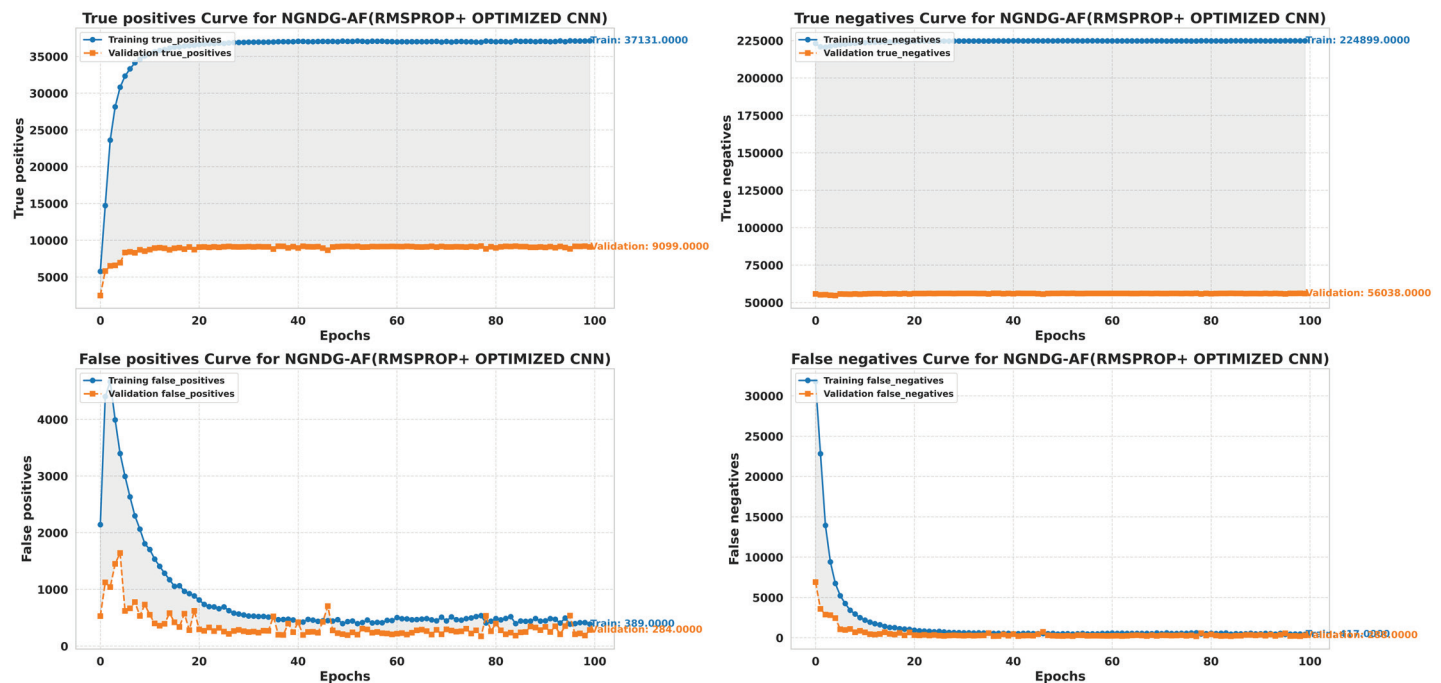 True positives Curve for NGNDG-AF(RMSPROP+ OPTIMIZED CNN)
Training true_positives
Validation true_positives
True positives
35000
30000
25000
20000
15000
10000
5000
Train: 37131.0000
Validation: 9099.0000
0 20 40 60 80 100
Epochs
True negatives Curve for NGNDG-AF(RMSPROP+ OPTIMIZED CNN)
Training true_negatives
Validation true_negatives
True negatives
225000
200000
175000
150000
125000
100000
75000
50000
Train: 224899.0000
Validation: 56038.0000
0 20 40 60 80 100
Epochs
False positives Curve for NGNDG-AF(RMSPROP+ OPTIMIZED CNN)
Training false_positives
Validation false_positives
False positives
4000
3000
2000
1000
0
Train: 389.0000
Validation: 284.0000
0 20 40 60 80 100
Epochs
False negatives Curve for NGNDG-AF(RMSPROP+ OPTIMIZED CNN)
Training false_negatives
Validation false_negatives
False negatives
30000
25000
20000
15000
10000
5000
0
Train: 417.0000
0 20 40 60 80 100
Epochs